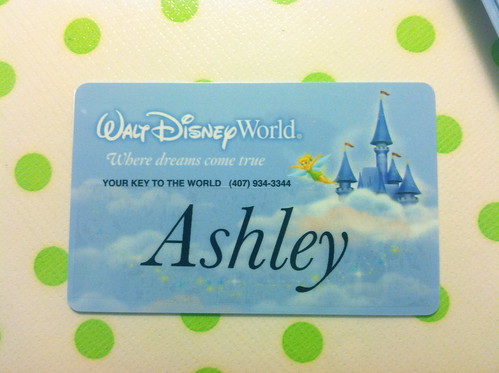 WALT DISNEY World®
Where dreams come true
YOUR KEY TO THE WORLD (407) 934-3344
Ashley